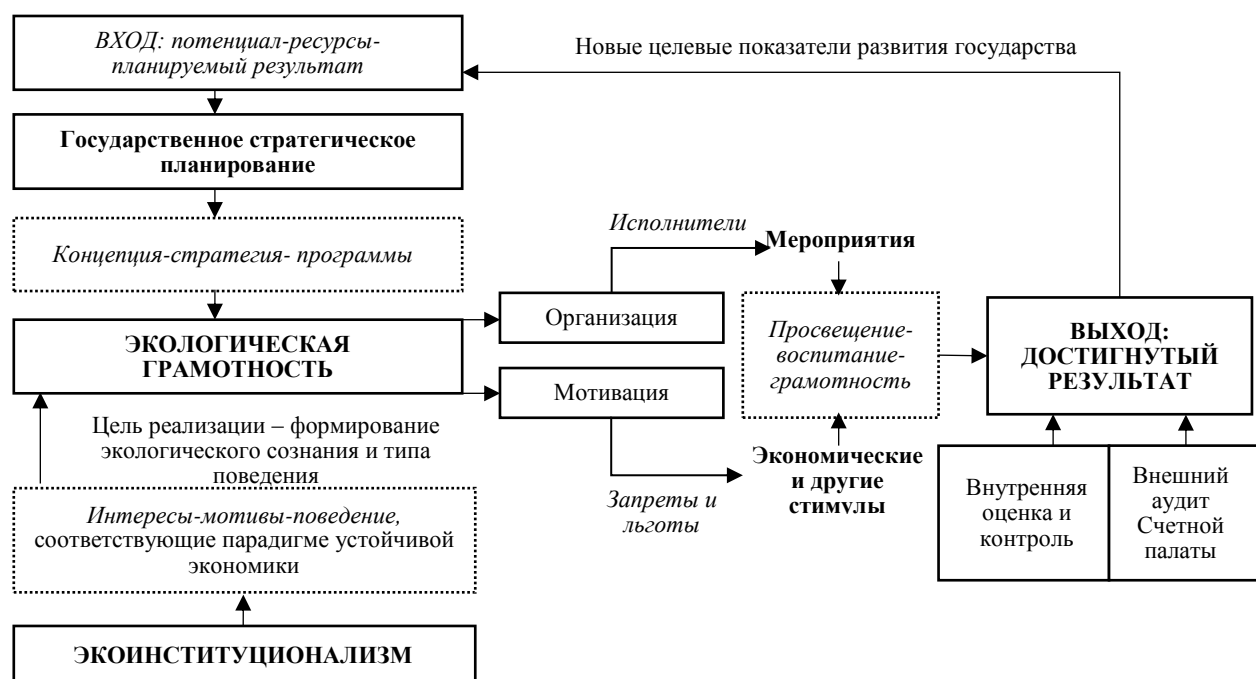 ВХОД: потенциал-ресурсы-
планируемый результат
Новые целевые показатели развития государства
Государственное стратегическое
планирование
Концепция-стратегия- программы
ЭКОЛОГИЧЕСКАЯ
ГРАМОТНОСТЬ
Цель реализации – формирование
экологического сознания и типа
поведения
Интересы-мотивы-поведение,
соответствующие парадигме устойчивой
экономики
ЭКОИНСТИТУЦИОНАЛИЗМ
Исполнители
Организация
Мотивация
Запреты и
льготы
Мероприятия
Просвещение-
воспитание-
грамотность
Экономические
и другие
стимулы
ВЫХОД:
ДОСТИГНУТЫЙ
РЕЗУЛЬТАТ
Внутренняя
оценка и
контроль
Внешний
аудит
Счетной
палаты